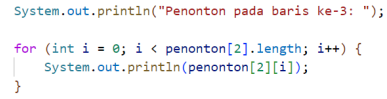 System.out.println("Penonton pada baris ke-3: ");
for (int i = 0; i < penonton[2].length; i++) {
System.out.println(penonton[2][i]);
}